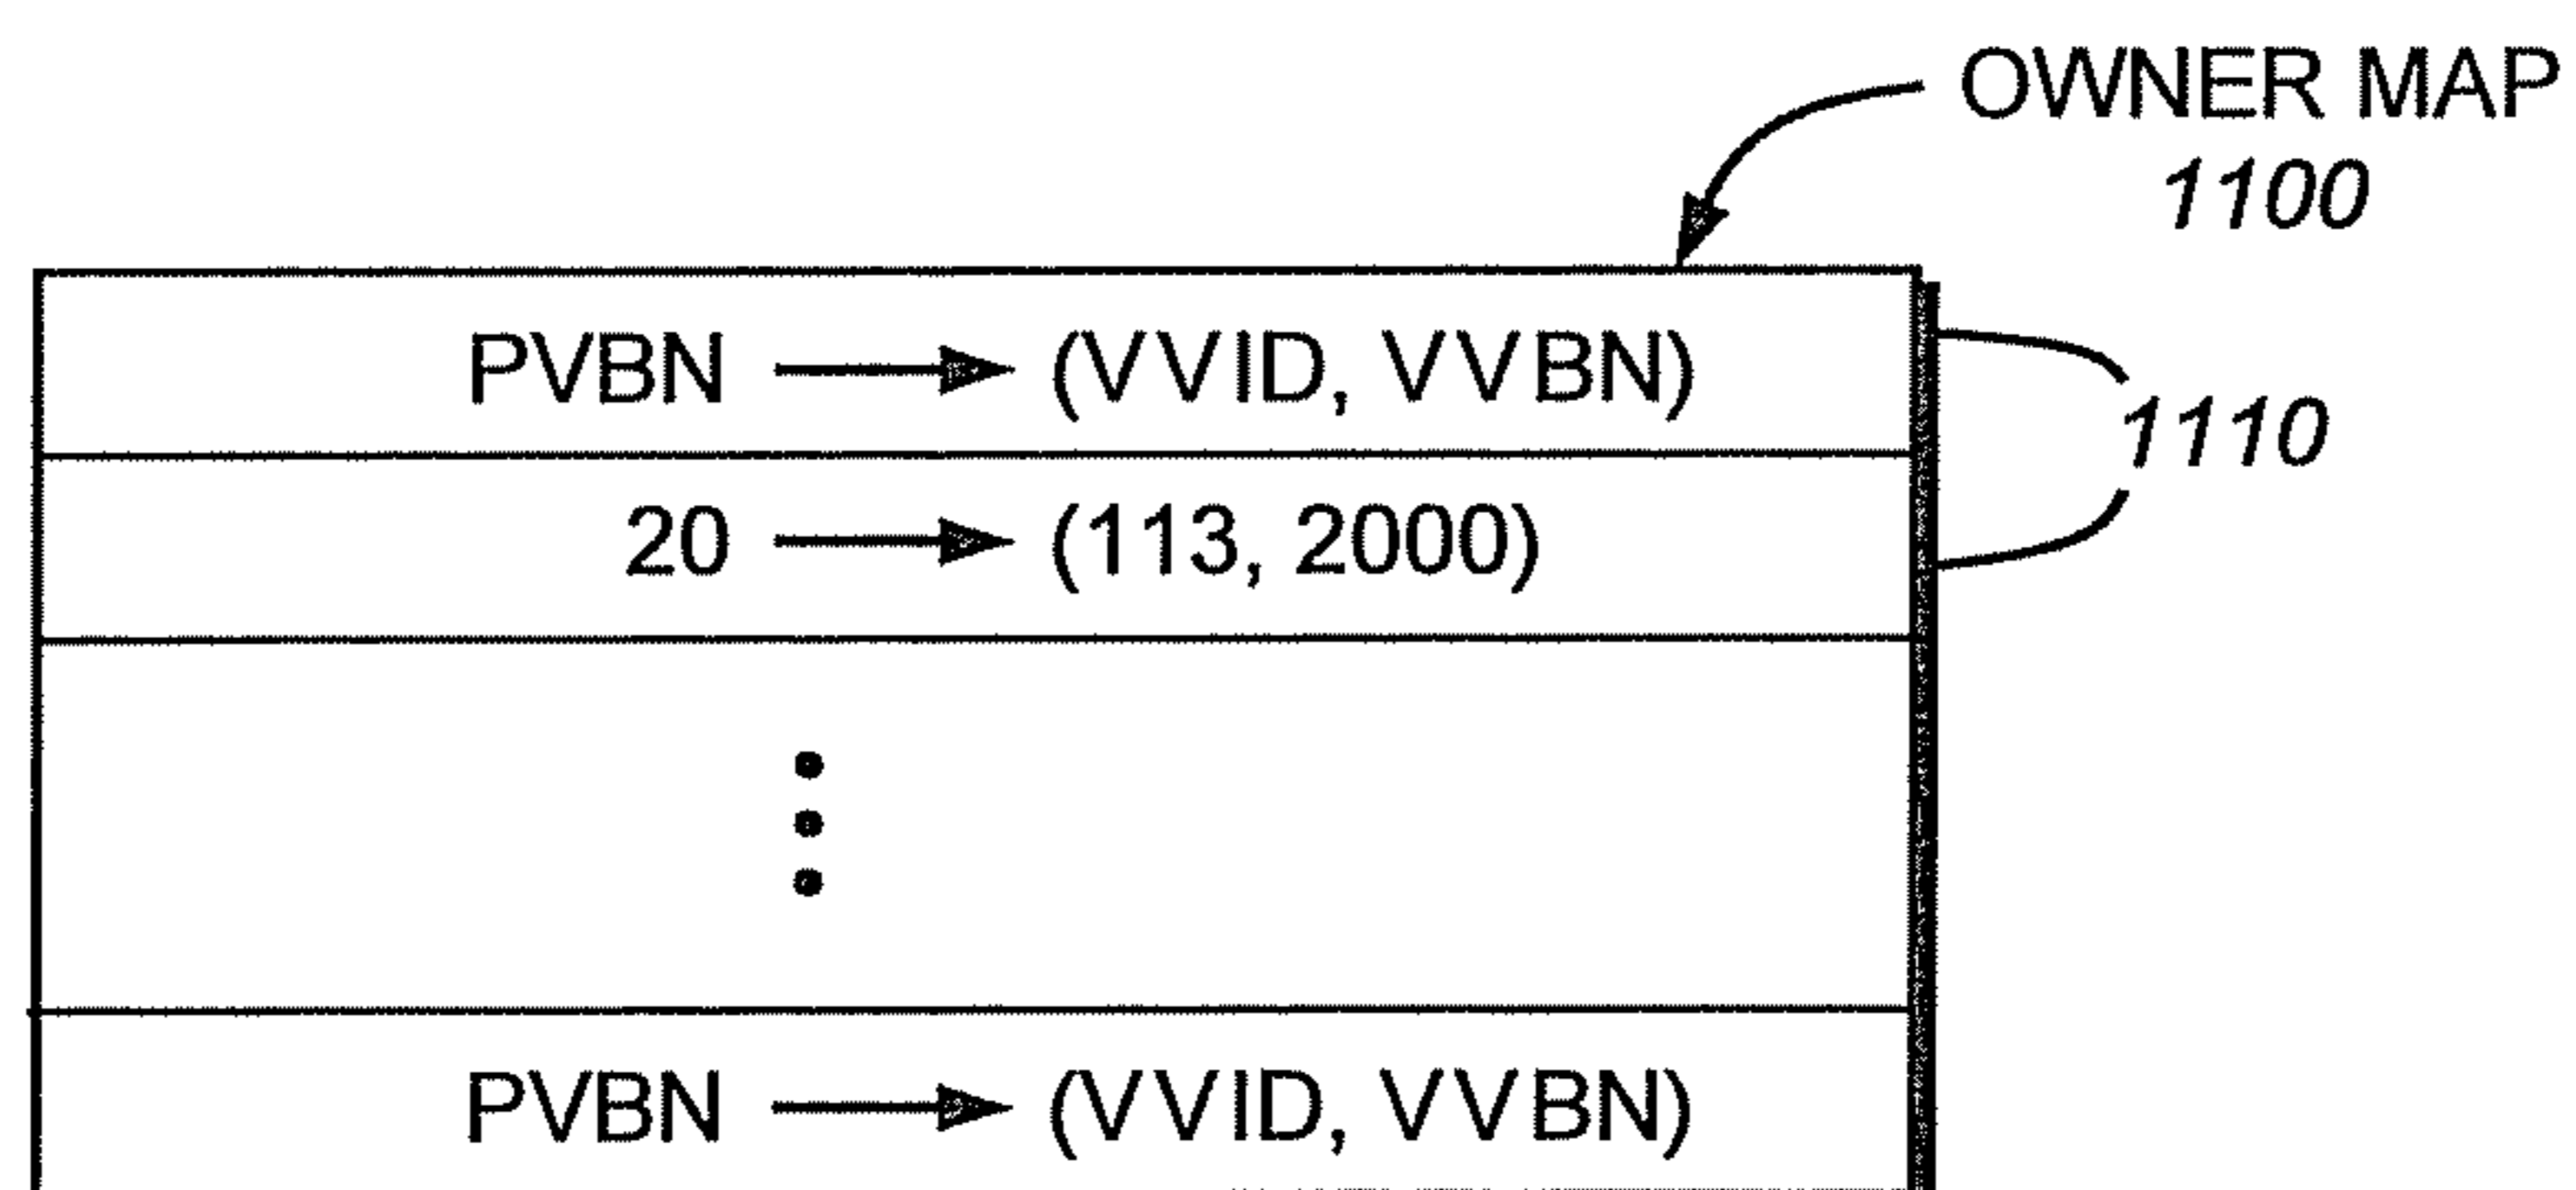 OWNER MAP
1100
PVBN → (VVID, VVBN)
1110
20 → (113, 2000)
PVBN → (VVID, VVBN)